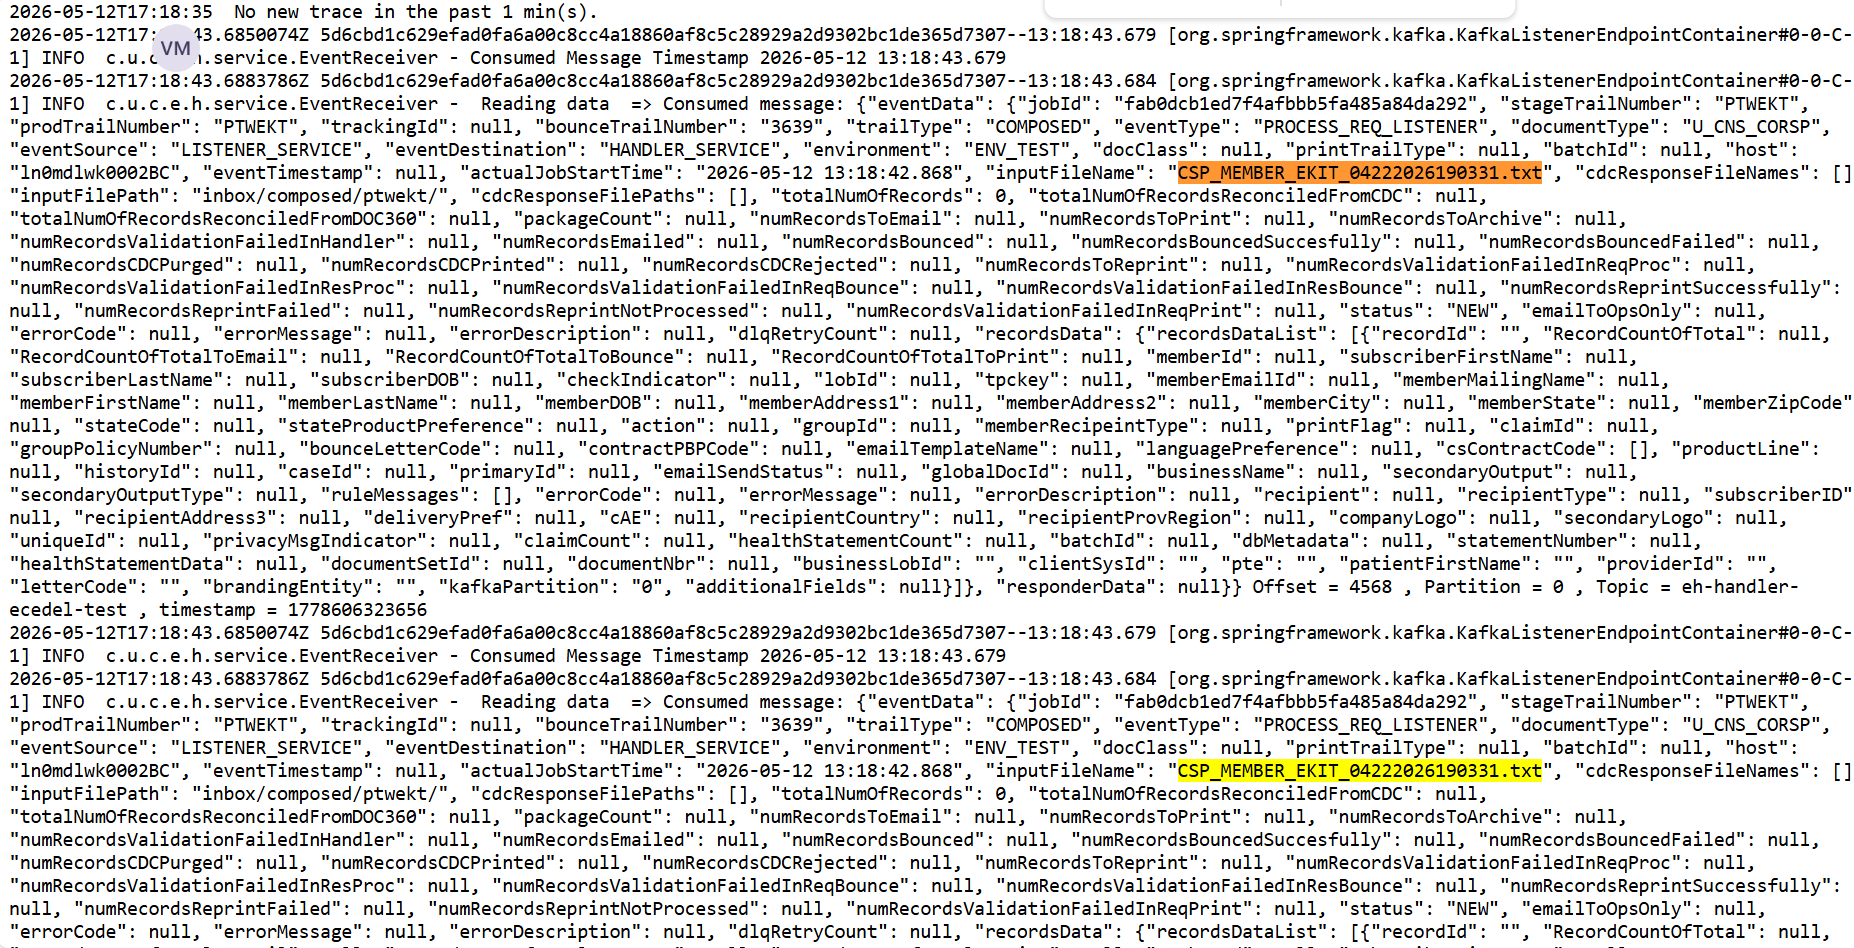 2026-05-12T17:18:35  No new trace in the past 1 min(s).
2026-05-12T17:18:43.6850074Z 5d6cbd1c629efad0fa6a00c8cc4a18860af8c5c28929a2d9302bc1de365d7307--13:18:43.679 [org.springframework.kafka.KafkaListenerEndpointContainer#0-0-C-
VM
1] INFO  c.u.c.e.h.service.EventReceiver - Consumed Message Timestamp 2026-05-12 13:18:43.679
2026-05-12T17:18:43.6883786Z 5d6cbd1c629efad0fa6a00c8cc4a18860af8c5c28929a2d9302bc1de365d7307--13:18:43.684 [org.springframework.kafka.KafkaListenerEndpointContainer#0-0-C-
1] INFO  c.u.c.e.h.service.EventReceiver -  Reading data  => Consumed message: {"eventData": {"jobId": "fab0dcb1ed7f4afbbb5fa485a84da292", "stageTrailNumber": "PTWEKT",
"prodTrailNumber": "PTWEKT", "trackingId": null, "bounceTrailNumber": "3639", "trailType": "COMPOSED", "eventType": "PROCESS_REQ_LISTENER", "documentType": "U_CNS_CORSP",
"eventSource": "LISTENER_SERVICE", "eventDestination": "HANDLER_SERVICE", "environment": "ENV_TEST", "docClass": null, "printTrailType": null, "batchId": null, "host":
"ln0mdlwk0002BC", "eventTimestamp": null, "actualJobStartTime": "2026-05-12 13:18:42.868", "inputFileName": "CSP_MEMBER_EKIT_04222026190331.txt", "cdcResponseFileNames": []
"inputFilePath": "inbox/composed/ptwekt/", "cdcResponseFilePaths": [], "totalNumOfRecords": 0, "totalNumOfRecordsReconciledFromCDC": null,
"totalNumOfRecordsReconciledFromDOC360": null, "packageCount": null, "numRecordsToEmail": null, "numRecordsToPrint": null, "numRecordsToArchive": null,
"numRecordsValidationFailedInHandler": null, "numRecordsEmailed": null, "numRecordsBounced": null, "numRecordsBouncedSuccesfully": null, "numRecordsBouncedFailed": null,
"numRecordsCDCPurged": null, "numRecordsCDCPrinted": null, "numRecordsCDCRejected": null, "numRecordsToReprint": null, "numRecordsValidationFailedInReqProc": null,
"numRecordsValidationFailedInResProc": null, "numRecordsValidationFailedInReqBounce": null, "numRecordsValidationFailedInResBounce": null, "numRecordsReprintSuccessfully":
null, "numRecordsReprintFailed": null, "numRecordsReprintNotProcessed": null, "numRecordsValidationFailedInReqPrint": null, "status": "NEW", "emailToOpsOnly": null,
"errorCode": null, "errorMessage": null, "errorDescription": null, "dlqRetryCount": null, "recordsData": {"recordsDataList": [{"recordId": "", "RecordCountOfTotal": null,
"RecordCountOfTotalToEmail": null, "RecordCountOfTotalToBounce": null, "RecordCountOfTotalToPrint": null, "memberId": null, "subscriberFirstName": null,
"subscriberLastName": null, "subscriberDOB": null, "checkIndicator": null, "lobId": null, "tpckey": null, "memberEmailId": null, "memberMailingName": null,
"memberFirstName": null, "memberLastName": null, "memberDOB": null, "memberAddress1": null, "memberAddress2": null, "memberCity": null, "memberState": null, "memberZipCode"
null, "stateCode": null, "stateProductPreference": null, "action": null, "groupId": null, "memberRecipeintType": null, "printFlag": null, "claimId": null,
"groupPolicyNumber": null, "bounceLetterCode": null, "contractPBPCode": null, "emailTemplateName": null, "languagePreference": null, "csContractCode": [], "productLine":
null, "historyId": null, "caseId": null, "primaryId": null, "emailSendStatus": null, "globalDocId": null, "businessName": null, "secondaryOutput": null,
"secondaryOutputType": null, "ruleMessages": [], "errorCode": null, "errorMessage": null, "errorDescription": null, "recipient": null, "recipientType": null, "subscriberID"
null, "recipientAddress3": null, "deliveryPref": null, "cAE": null, "recipientCountry": null, "recipientProvRegion": null, "companyLogo": null, "secondaryLogo": null,
"uniqueId": null, "privacyMsgIndicator": null, "claimCount": null, "healthStatementCount": null, "batchId": null, "dbMetadata": null, "statementNumber": null,
"healthStatementData": null, "documentSetId": null, "documentNbr": null, "businessLobId": "", "clientSysId": "", "pte": "", "patientFirstName": "", "providerId": "",
"letterCode": "", "brandingEntity": "", "kafkaPartition": "0", "additionalFields": null}]}, "responderData": null}} Offset = 4568 , Partition = 0 , Topic = eh-handler-
ecedel-test , timestamp = 1778606323656
2026-05-12T17:18:43.6850074Z 5d6cbd1c629efad0fa6a00c8cc4a18860af8c5c28929a2d9302bc1de365d7307--13:18:43.679 [org.springframework.kafka.KafkaListenerEndpointContainer#0-0-C-
1] INFO  c.u.c.e.h.service.EventReceiver - Consumed Message Timestamp 2026-05-12 13:18:43.679
2026-05-12T17:18:43.6883786Z 5d6cbd1c629efad0fa6a00c8cc4a18860af8c5c28929a2d9302bc1de365d7307--13:18:43.684 [org.springframework.kafka.KafkaListenerEndpointContainer#0-0-C-
1] INFO  c.u.c.e.h.service.EventReceiver -  Reading data  => Consumed message: {"eventData": {"jobId": "fab0dcb1ed7f4afbbb5fa485a84da292", "stageTrailNumber": "PTWEKT",
"prodTrailNumber": "PTWEKT", "trackingId": null, "bounceTrailNumber": "3639", "trailType": "COMPOSED", "eventType": "PROCESS_REQ_LISTENER", "documentType": "U_CNS_CORSP",
"eventSource": "LISTENER_SERVICE", "eventDestination": "HANDLER_SERVICE", "environment": "ENV_TEST", "docClass": null, "printTrailType": null, "batchId": null, "host":
"ln0mdlwk0002BC", "eventTimestamp": null, "actualJobStartTime": "2026-05-12 13:18:42.868", "inputFileName": "CSP_MEMBER_EKIT_04222026190331.txt", "cdcResponseFileNames": []
"inputFilePath": "inbox/composed/ptwekt/", "cdcResponseFilePaths": [], "totalNumOfRecords": 0, "totalNumOfRecordsReconciledFromCDC": null,
"totalNumOfRecordsReconciledFromDOC360": null, "packageCount": null, "numRecordsToEmail": null, "numRecordsToPrint": null, "numRecordsToArchive": null,
"numRecordsValidationFailedInHandler": null, "numRecordsEmailed": null, "numRecordsBounced": null, "numRecordsBouncedSuccesfully": null, "numRecordsBouncedFailed": null,
"numRecordsCDCPurged": null, "numRecordsCDCPrinted": null, "numRecordsCDCRejected": null, "numRecordsToReprint": null, "numRecordsValidationFailedInReqProc": null,
"numRecordsValidationFailedInResProc": null, "numRecordsValidationFailedInReqBounce": null, "numRecordsValidationFailedInResBounce": null, "numRecordsReprintSuccessfully":
null, "numRecordsReprintFailed": null, "numRecordsReprintNotProcessed": null, "numRecordsValidationFailedInReqPrint": null, "status": "NEW", "emailToOpsOnly": null,
"errorCode": null, "errorMessage": null, "errorDescription": null, "dlqRetryCount": null, "recordsData": {"recordsDataList": [{"recordId": "", "RecordCountOfTotal": null,